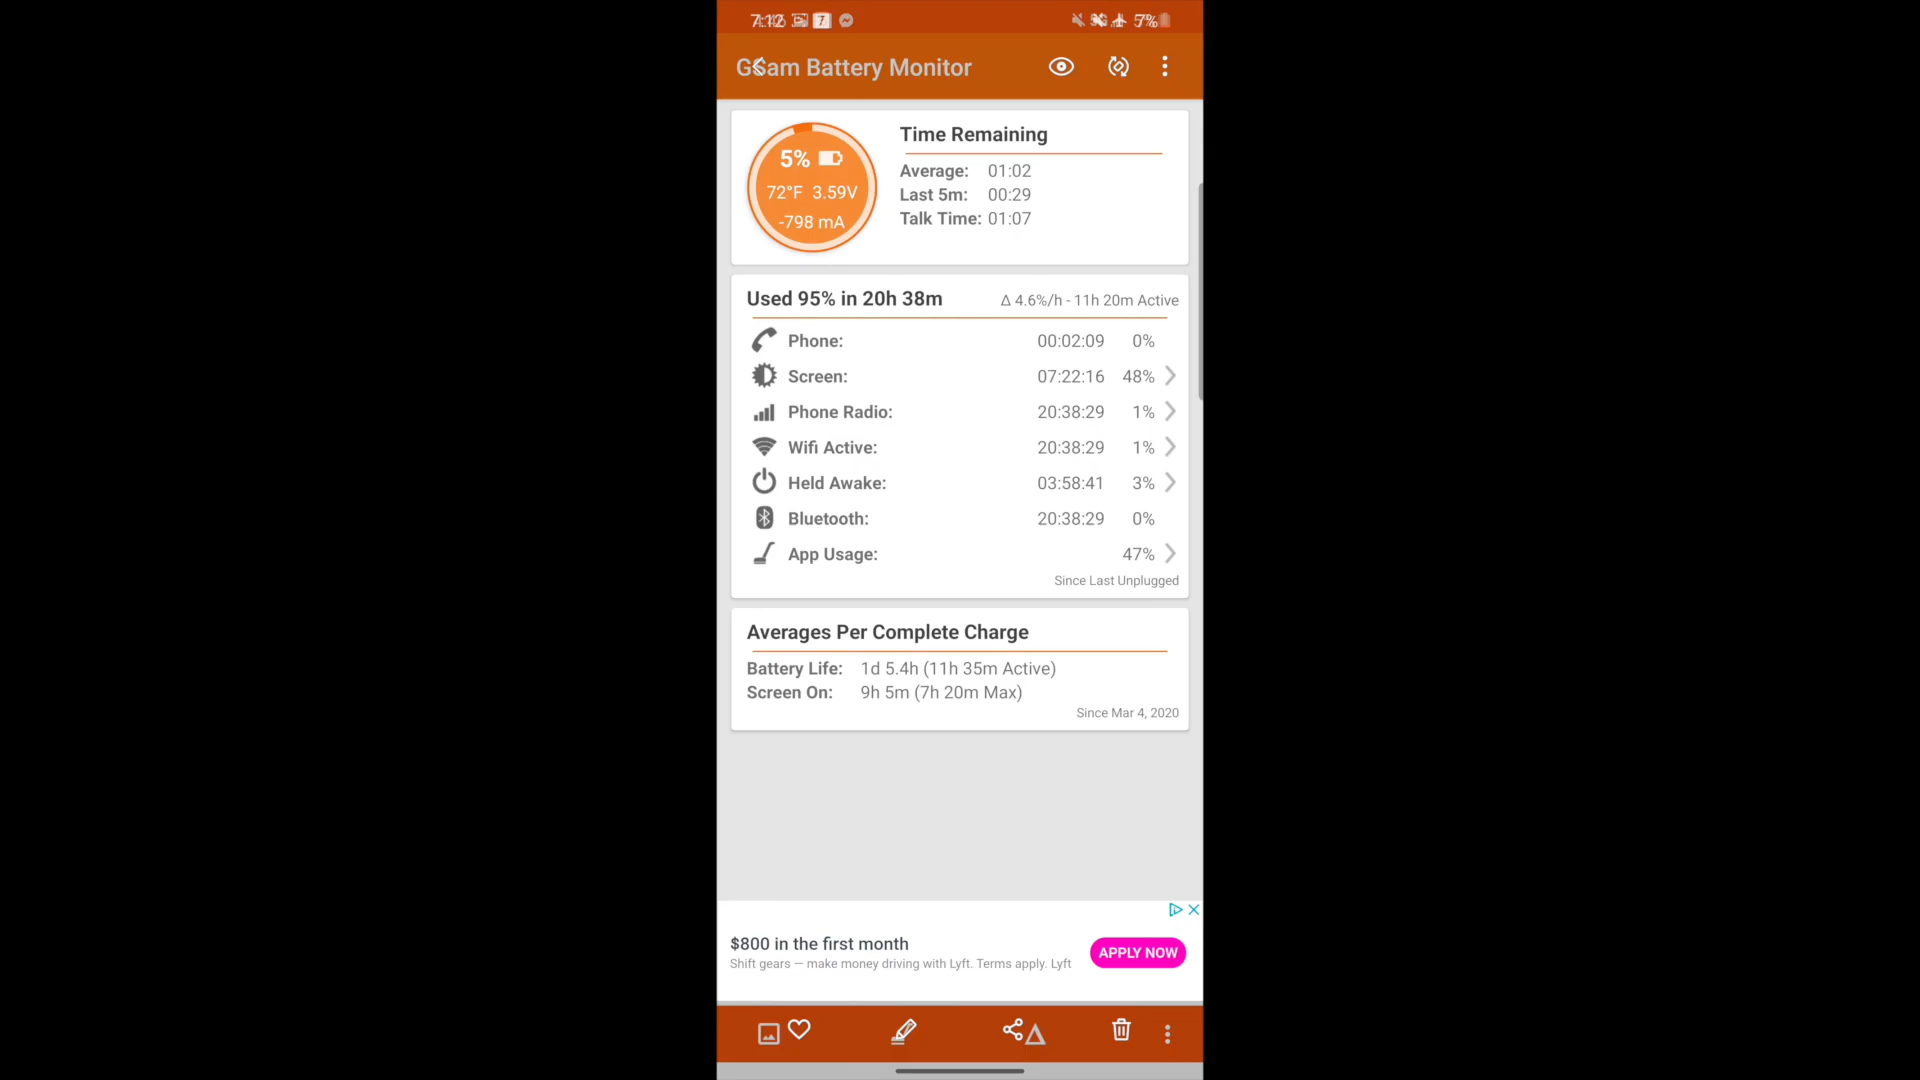 GSam Battery Monitor
5%
72°F 3.59V
-798 mA
Time Remaining
Average: 01:02
Last 5m: 00:29
Talk Time: 01:07
Used 95% in 20h 38m
Δ 4.6%/h - 11h 20m Active
Phone: 00:02:09 0%
Screen: 07:22:16 48%
Phone Radio: 20:38:29 1%
Wifi Active: 20:38:29 1%
Held Awake: 03:58:41 3%
Bluetooth: 20:38:29 0%
App Usage: 47%
Since Last Unplugged
Averages Per Complete Charge
Battery Life: 1d 5.4h (11h 35m Active)
Screen On: 9h 5m (7h 20m Max)
Since Mar 4, 2020
$800 in the first month
Shift gears — make money driving with Lyft. Terms apply. Lyft
APPLY NOW